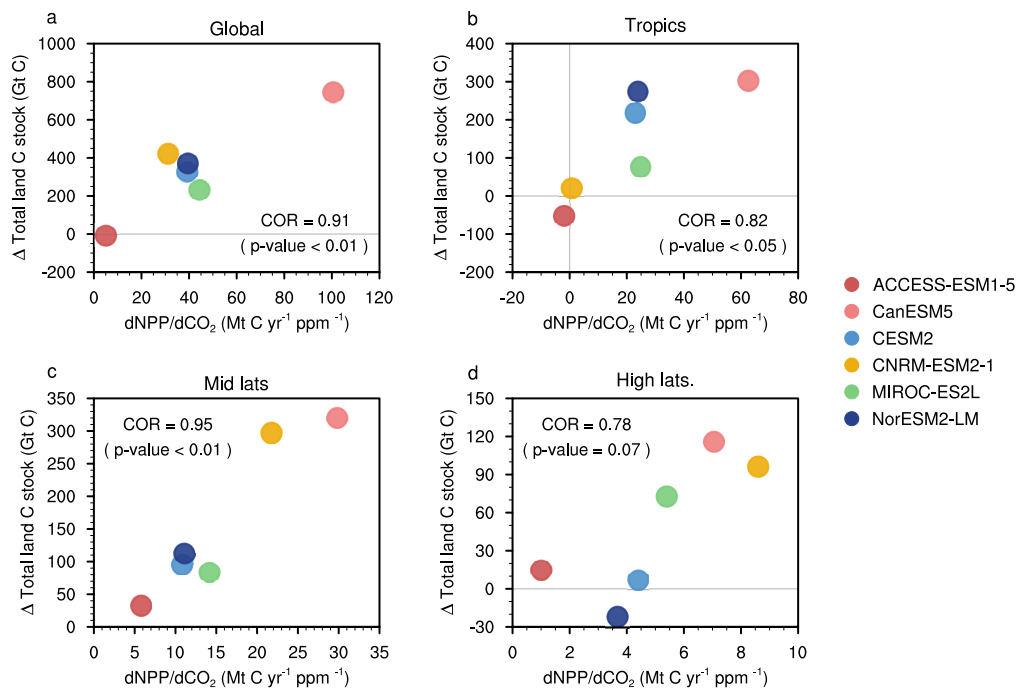 a
Global
Δ Total land C stock (Gt C)
1000
800
600
400
200
0
-200
COR = 0.91
( p-value < 0.01 )
0 20 40 60 80 100 120
dNPP/dCO₂ (Mt C yr⁻¹ ppm ⁻¹)
b
Tropics
Δ Total land C stock (Gt C)
400
300
200
100
0
-100
-200
COR = 0.82
( p-value < 0.05 )
-20 0 20 40 60 80
dNPP/dCO₂ (Mt C yr⁻¹ ppm ⁻¹)
c
Mid lats
Δ Total land C stock (Gt C)
350
300
250
200
150
100
50
0
COR = 0.95
( p-value < 0.01 )
0 5 10 15 20 25 30 35
dNPP/dCO₂ (Mt C yr⁻¹ ppm ⁻¹)
d
High lats.
Δ Total land C stock (Gt C)
150
120
90
60
30
0
-30
COR = 0.78
( p-value = 0.07 )
0 2 4 6 8 10
dNPP/dCO₂ (Mt C yr⁻¹ ppm ⁻¹)
ACCESS-ESM1-5
CanESM5
CESM2
CNRM-ESM2-1
MIROC-ES2L
NorESM2-LM